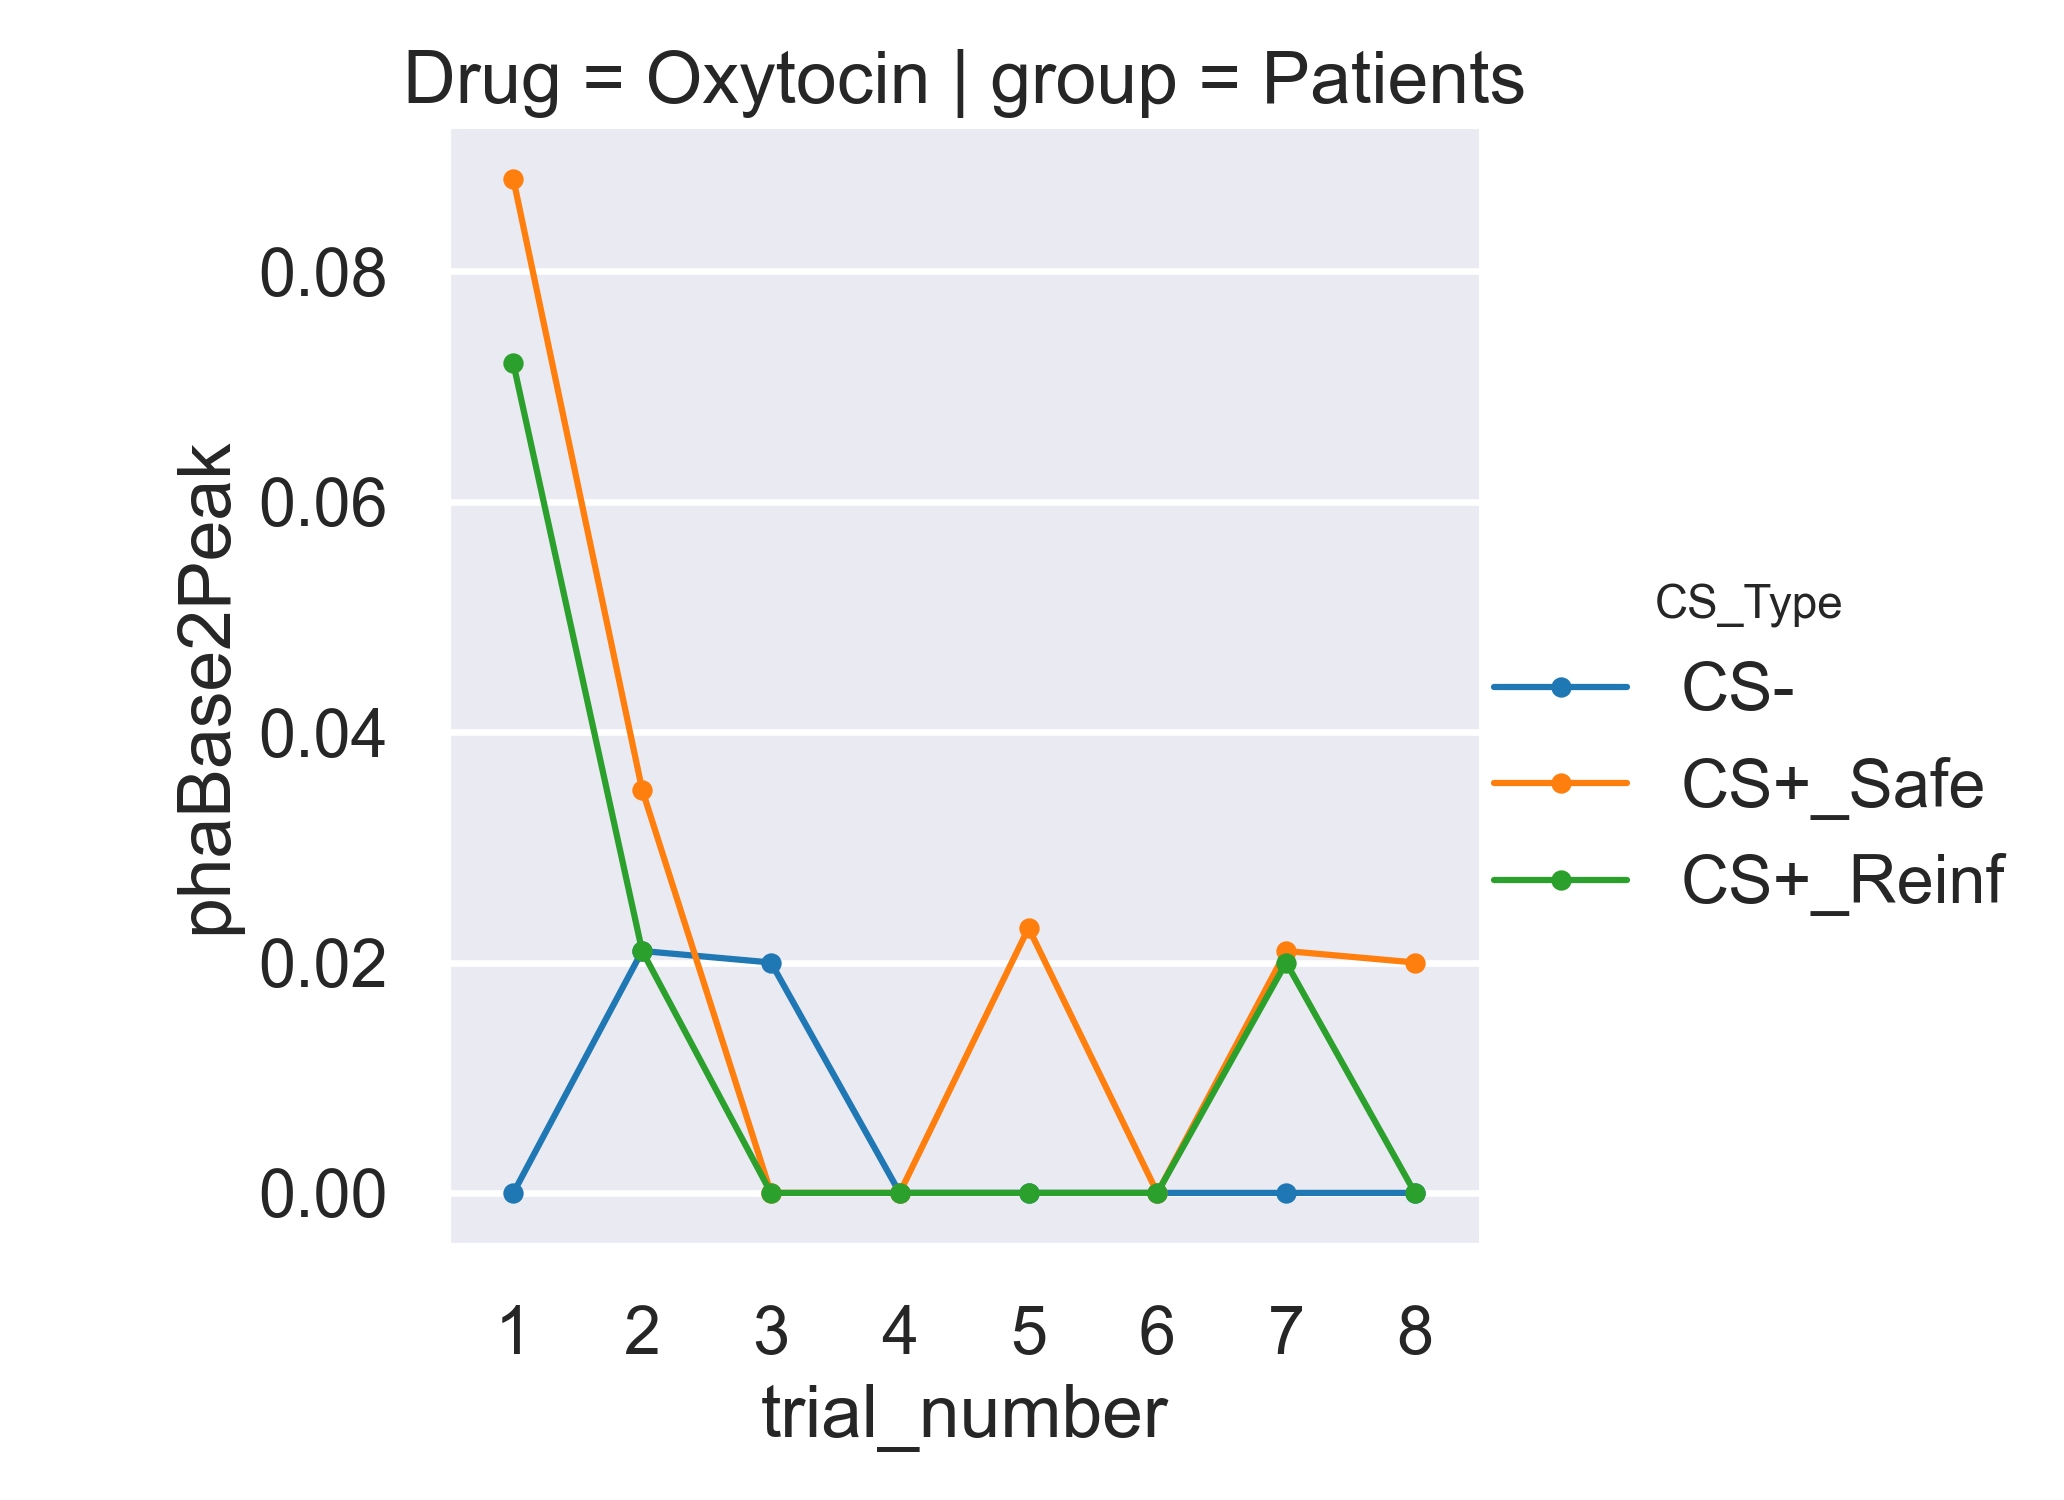 Drug = Oxytocin | group = Patients
phaBase2Peak
0.08
0.06
0.04
0.02
0.00
1 2 3 4 5 6 7 8
trial_number
CS_Type
CS-
CS+_Safe
CS+_Reinf